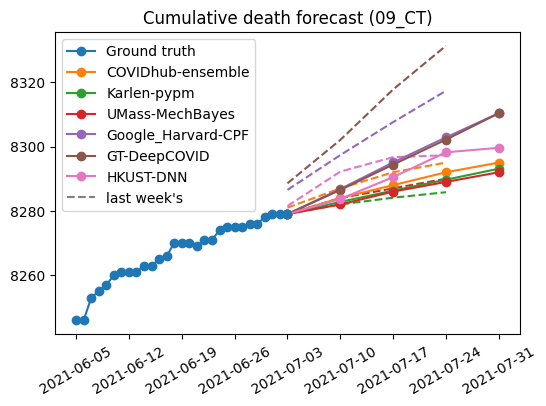 Cumulative death forecast (09_CT)
Ground truth
COVIDhub-ensemble
Karlen-pypm
UMass-MechBayes
Google_Harvard-CPF
GT-DeepCOVID
HKUST-DNN
last week's
8320
8300
8280
8260
2021-06-05
2021-06-12
2021-06-19
2021-06-26
2021-07-03
2021-07-10
2021-07-17
2021-07-24
2021-07-31